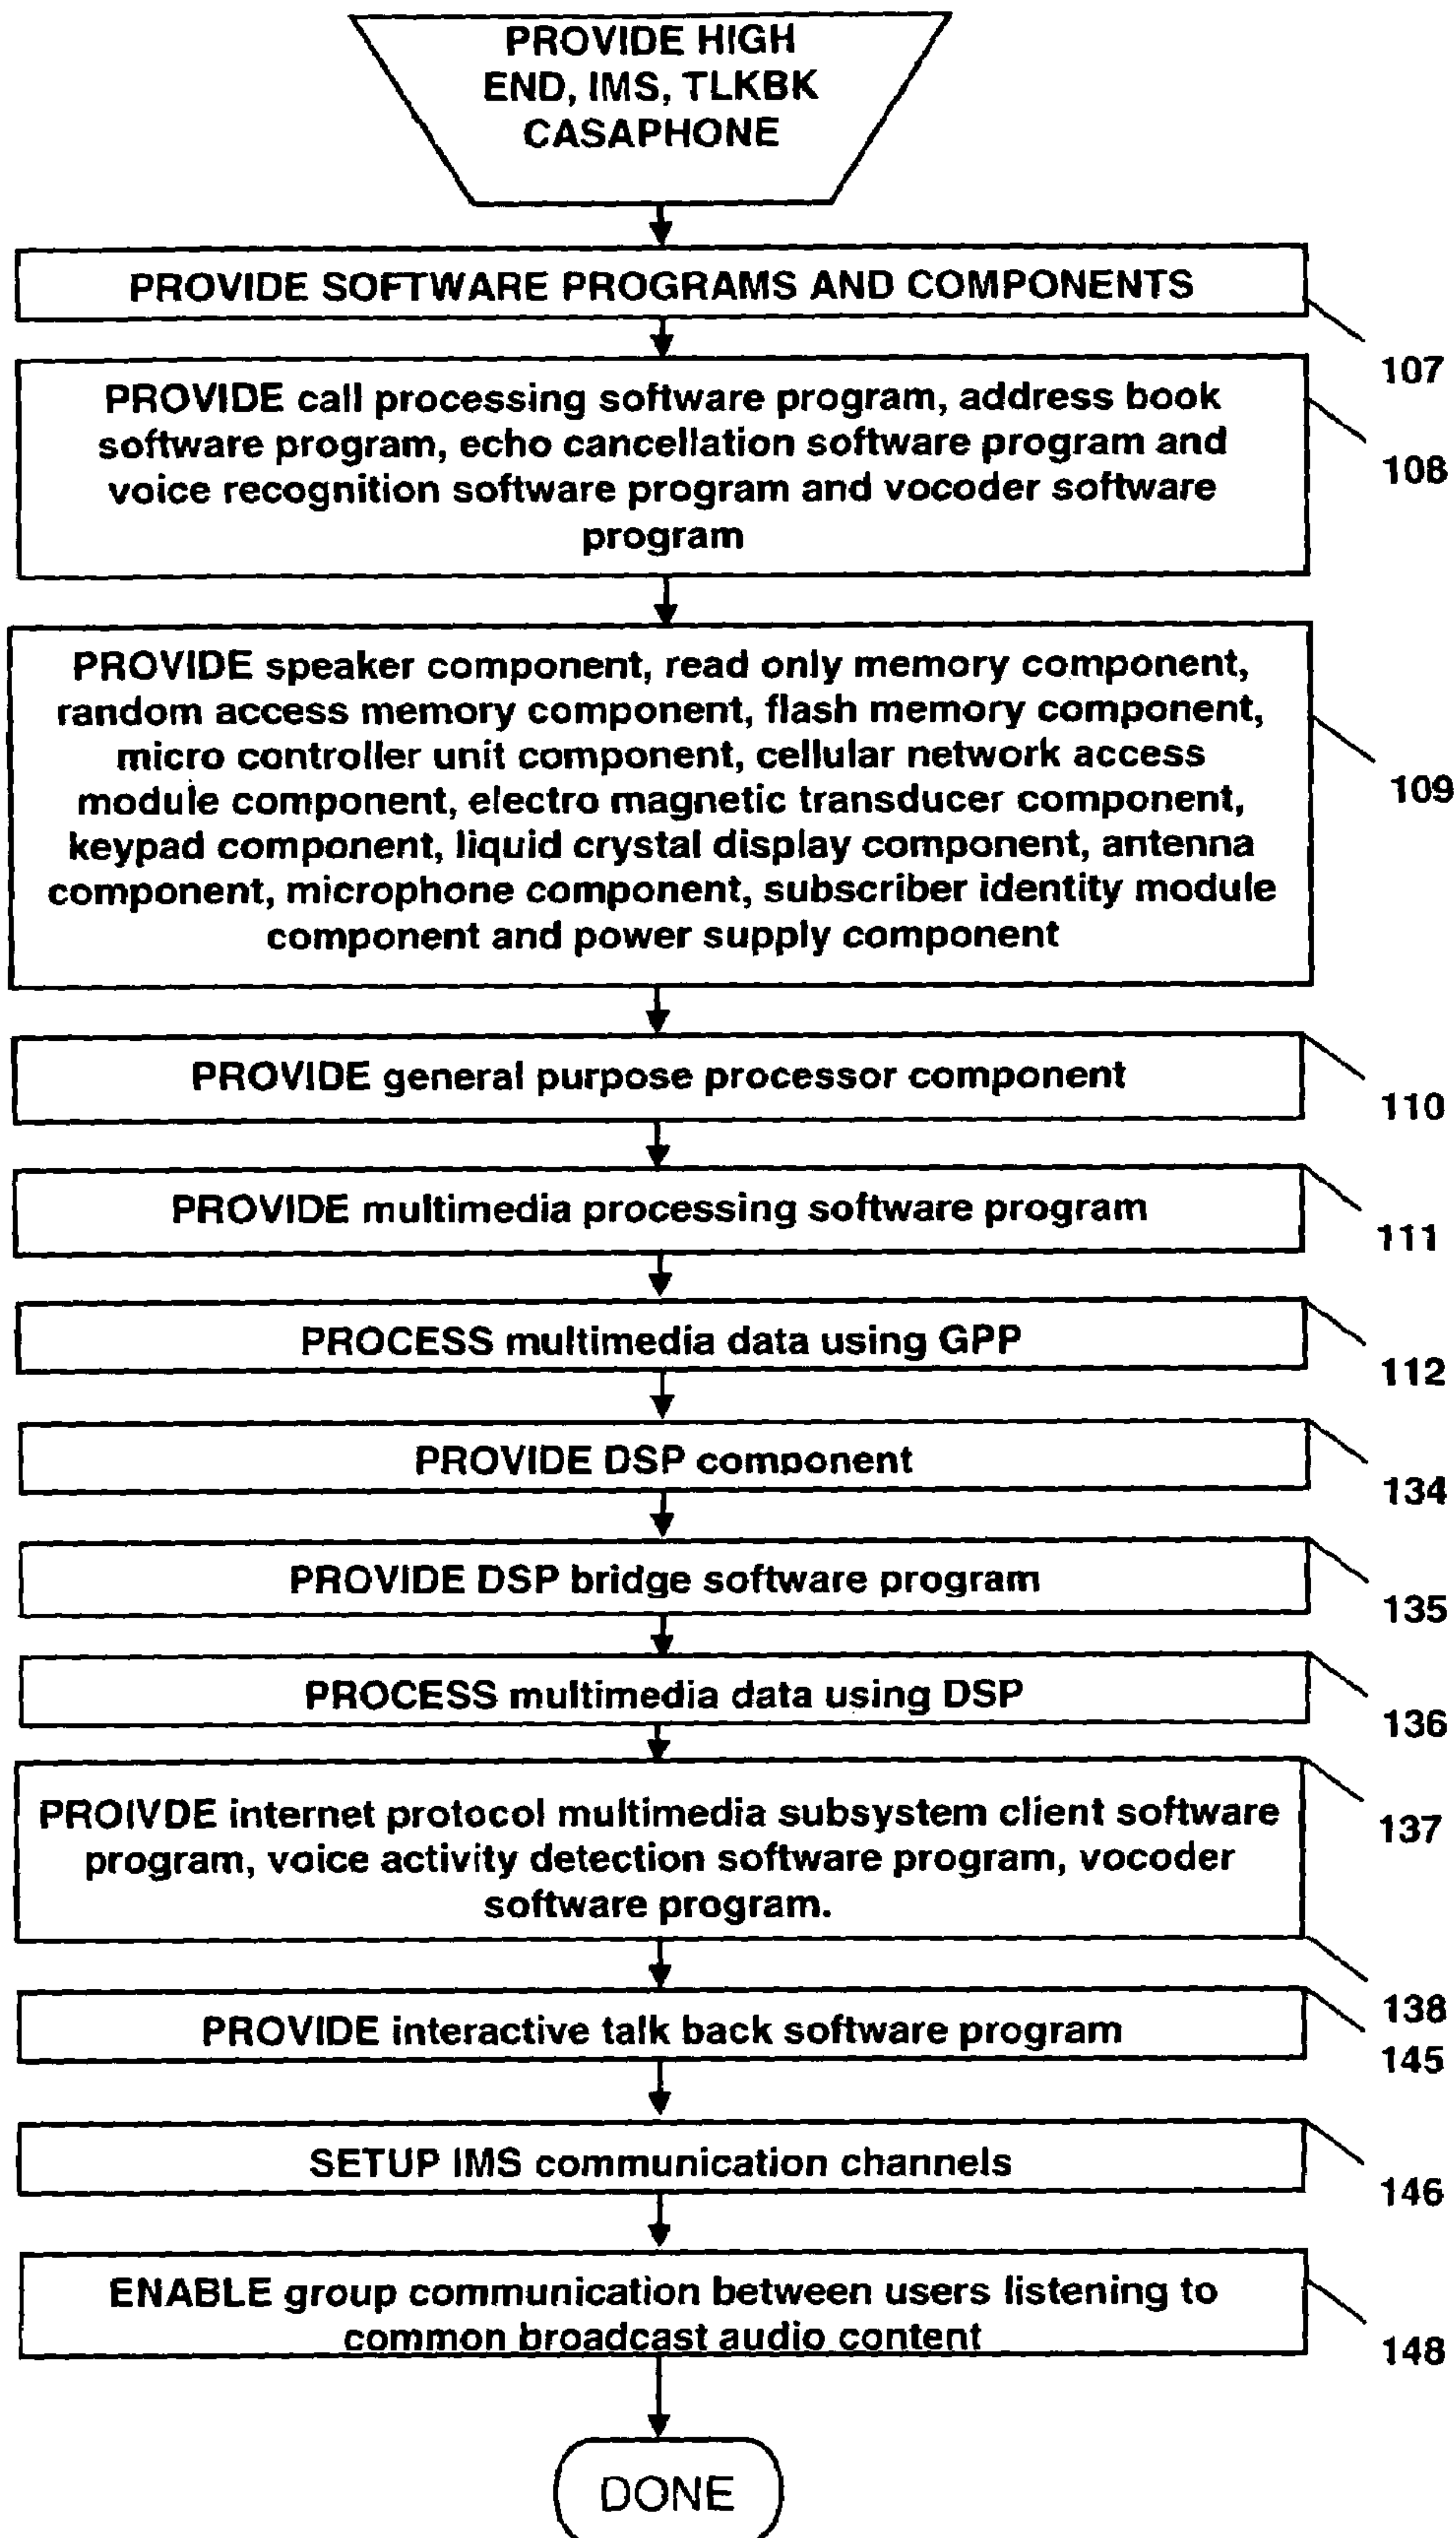 PROVIDE HIGH
END, IMS, TLKBK
CASAPHONE
PROVIDE SOFTWARE PROGRAMS AND COMPONENTS
107
PROVIDE call processing software program, address book
software program, echo cancellation software program and
voice recognition software program and vocoder software
program
108
PROVIDE speaker component, read only memory component,
random access memory component, flash memory component,
micro controller unit component, cellular network access
module component, electro magnetic transducer component,
keypad component, liquid crystal display component, antenna
component, microphone component, subscriber identity module
component and power supply component
109
PROVIDE general purpose processor component
110
PROVIDE multimedia processing software program
111
PROCESS multimedia data using GPP
112
PROVIDE DSP component
134
PROVIDE DSP bridge software program
135
PROCESS multimedia data using DSP
136
PROIVDE internet protocol multimedia subsystem client software
program, voice activity detection software program, vocoder
software program.
137
138
PROVIDE interactive talk back software program
145
SETUP IMS communication channels
146
ENABLE group communication between users listening to
common broadcast audio content
148
DONE